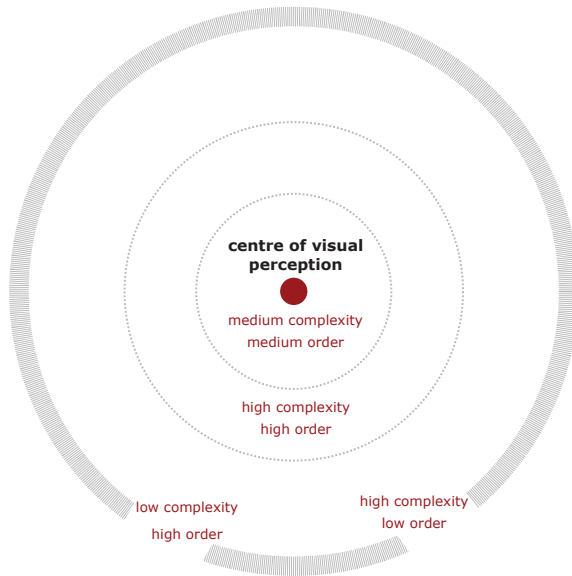 centre of visual
perception
medium complexity
medium order
high complexity
high order
low complexity
high order
high complexity
low order